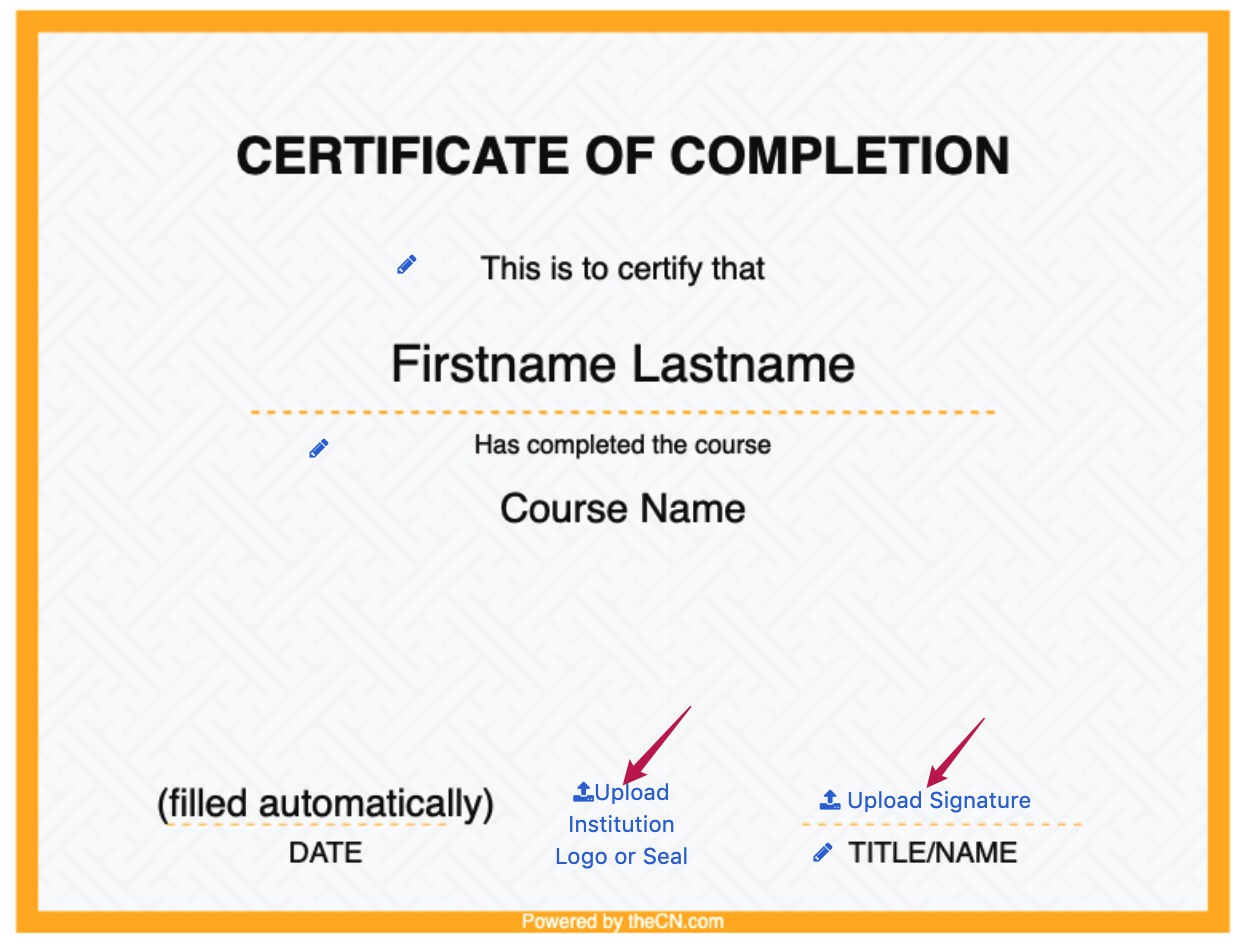 CERTIFICATE OF COMPLETION
This is to certify that
Firstname Lastname
Has completed the course
Course Name
(filled automatically)
DATE
Upload
Institution
Logo or Seal
Upload Signature
TITLE/NAME
Powered by theCN.com